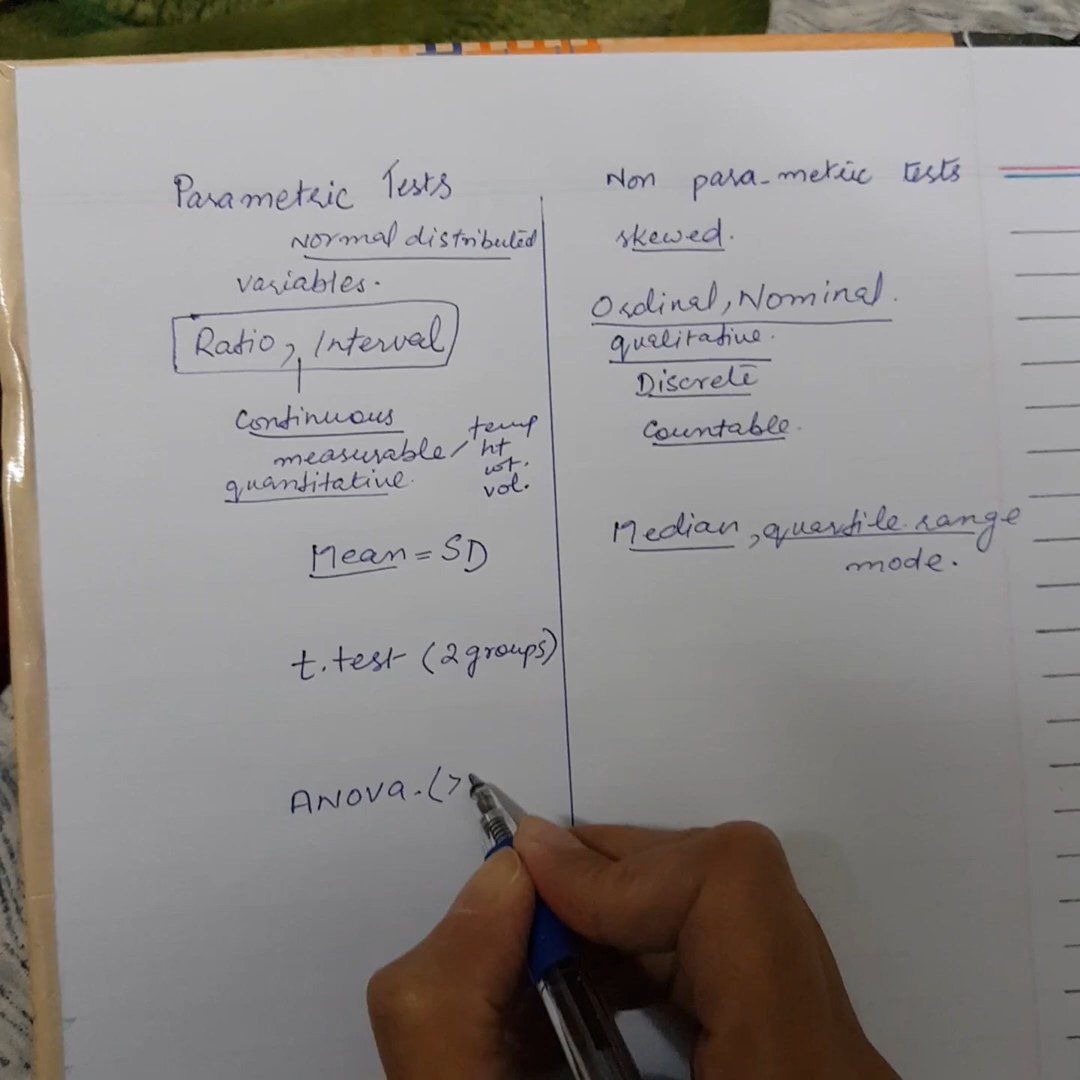 Parametric Tests
Normal distributed
variables.
Ratio, Interval
Continuous
measurable
temp
ht
wt.
vol.
quantitative.
Mean = SD
t.test (2 groups)
ANOVA. (>
Non para-metric tests
skewed.
Ordinal, Nominal.
qualitative.
Discrete
Countable.
Median, quartile range
mode.